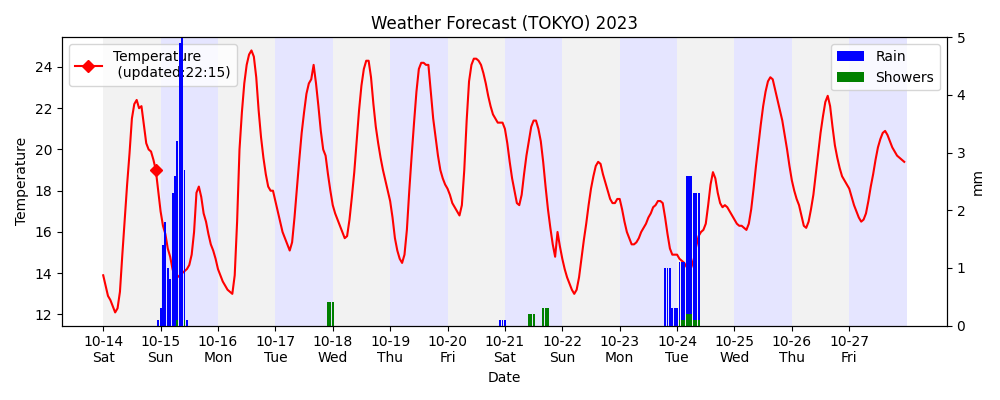 Weather Forecast (TOKYO) 2023
Temperature
(updated:22:15)
Rain
Showers
Temperature
24
22
20
18
16
14
12
5
4
3
2
1
0
mm
10-14 10-15 10-16 10-17 10-18 10-19 10-20 10-21 10-22 10-23 10-24 10-25 10-26 10-27
Sat Sun Mon Tue Wed Thu Fri Sat Sun Mon Tue Wed Thu Fri
Date